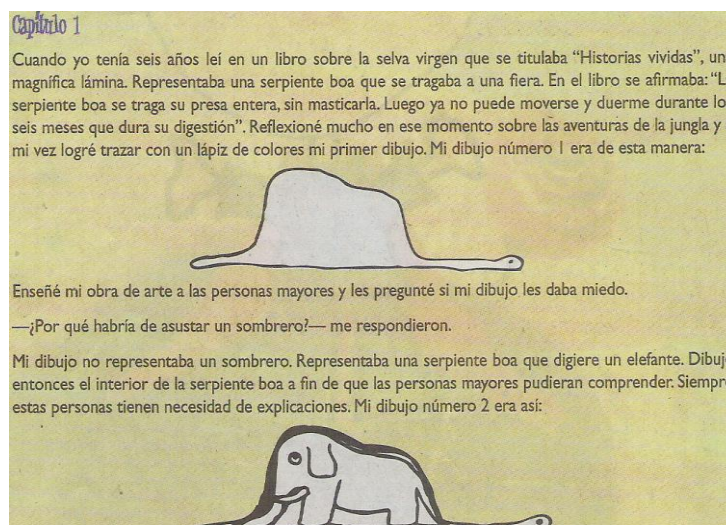 Capítulo 1
Cuando yo tenía seis años leí en un libro sobre la selva virgen que se titulaba “Historias vividas”, un
magnífica lámina. Representaba una serpiente boa que se tragaba a una fiera. En el libro se afirmaba: “L
serpiente boa se traga su presa entera, sin masticarla. Luego ya no puede moverse y duerme durante lo
seis meses que dura su digestión”. Reflexioné mucho en ese momento sobre las aventuras de la jungla y
mi vez logré trazar con un lápiz de colores mi primer dibujo. Mi dibujo número 1 era de esta manera:
Enseñé mi obra de arte a las personas mayores y les pregunté si mi dibujo les daba miedo.
—¿Por qué habría de asustar un sombrero?— me respondieron.
Mi dibujo no representaba un sombrero. Representaba una serpiente boa que digiere un elefante. Dibuj
entonces el interior de la serpiente boa a fin de que las personas mayores pudieran comprender. Siempr
estas personas tienen necesidad de explicaciones. Mi dibujo número 2 era así: